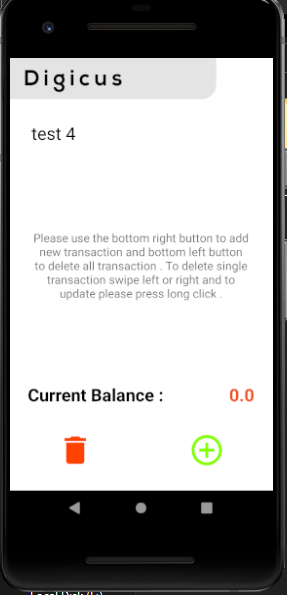 Digicus
test 4
Please use the bottom right button to add
new transaction and bottom left button
to delete all transaction . To delete single
transaction swipe left or right and to
update please press long click .
Current Balance : 0.0